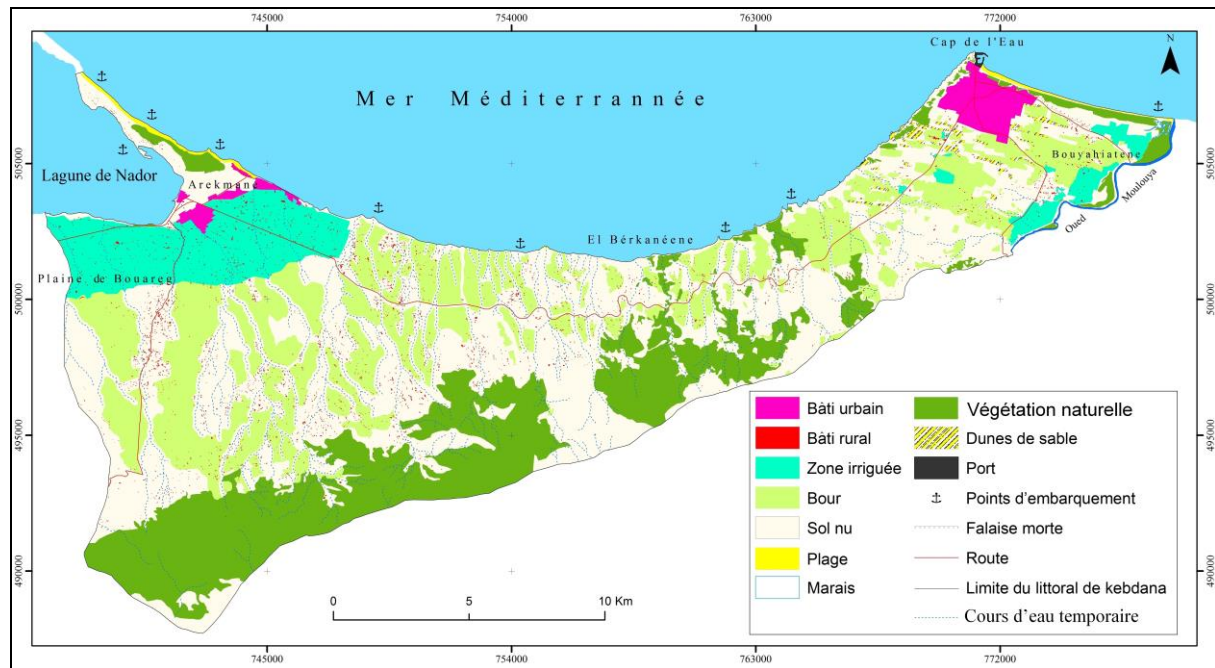 745000
754000
763000
772000
Cap de l'Eau
N
Mer Méditerrannée
505000
505000
Lagune de Nador
Arekmane
Bouyahiatene
Oued Moulouya
El Bérkanéene
Plaine de Bouareg
500000
500000
495000
495000
490000
490000
Bâti urbain
Bâti rural
Zone irriguée
Bour
Sol nu
Plage
Marais
Végétation naturelle
Dunes de sable
Port
Points d'embarquement
Falaise morte
Route
Limite du littoral de kebdana
Cours d'eau temporaire
0 5 10 Km
745000
754000
763000
772000